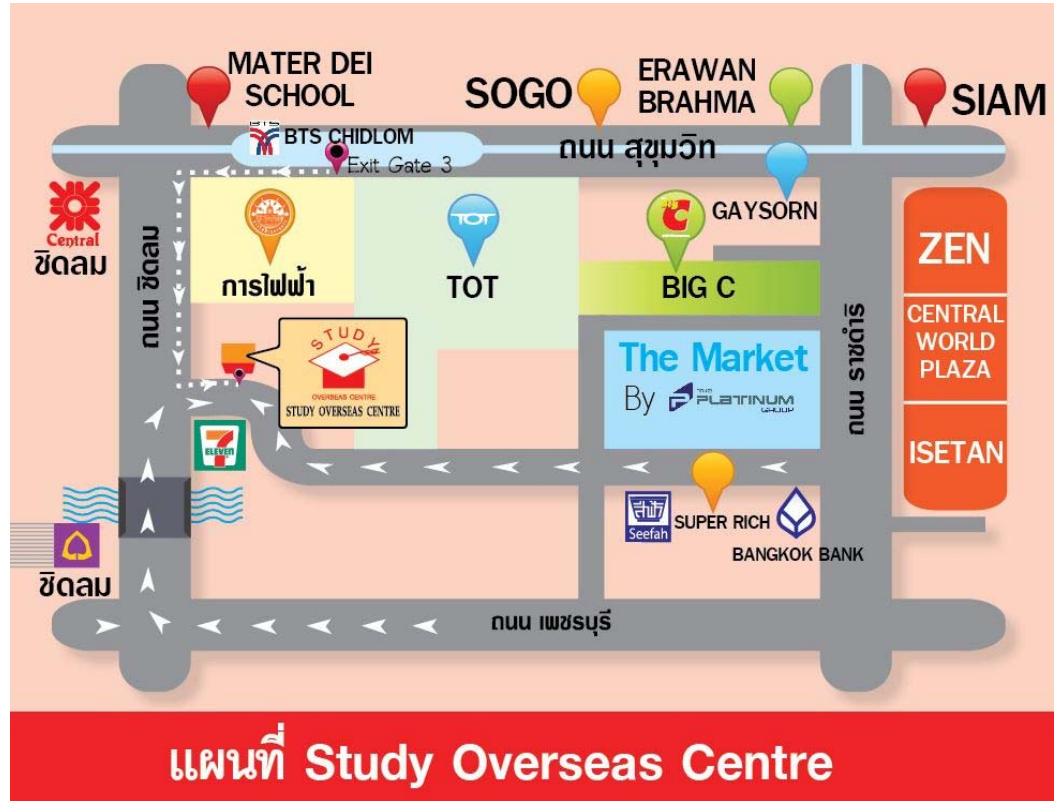 MATER DEI
SCHOOL
SOGO
ERAWAN
BRAHMA
SIAM
BTS CHIDLOM
Exit Gate 3
ถนน สุขุมวิท
Central
ชิดลม
ถนน ชิดลม
การไฟฟ้า
TOT
TOT
BIG C
GAYSORN
ZEN
CENTRAL
WORLD
PLAZA
ISETAN
ถนน ราชดำริ
STUDY
OVERSEAS CENTRE
STUDY OVERSEAS CENTRE
The Market
By THE PLATINUM GROUP
7 ELEVEN
Seefah
SUPER RICH
BANGKOK BANK
ชิดลม
ถนน เพชรบุรี
แผนที่ Study Overseas Centre